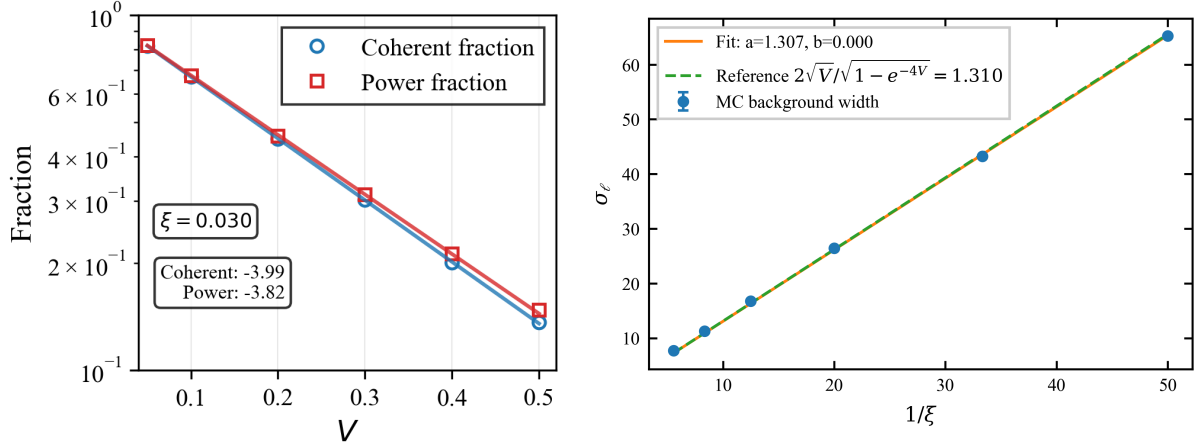 10⁰
6 × 10⁻¹
4 × 10⁻¹
3 × 10⁻¹
2 × 10⁻¹
10⁻¹
Fraction
Coherent fraction
Power fraction
ξ = 0.030
Coherent: -3.99
Power: -3.82
0.1 0.2 0.3 0.4 0.5
V
60
50
40
30
20
10
σ_ℓ
Fit: a=1.307, b=0.000
Reference 2√V/√1 − e⁻⁴ⱽ = 1.310
MC background width
10 20 30 40 50
1/ξ